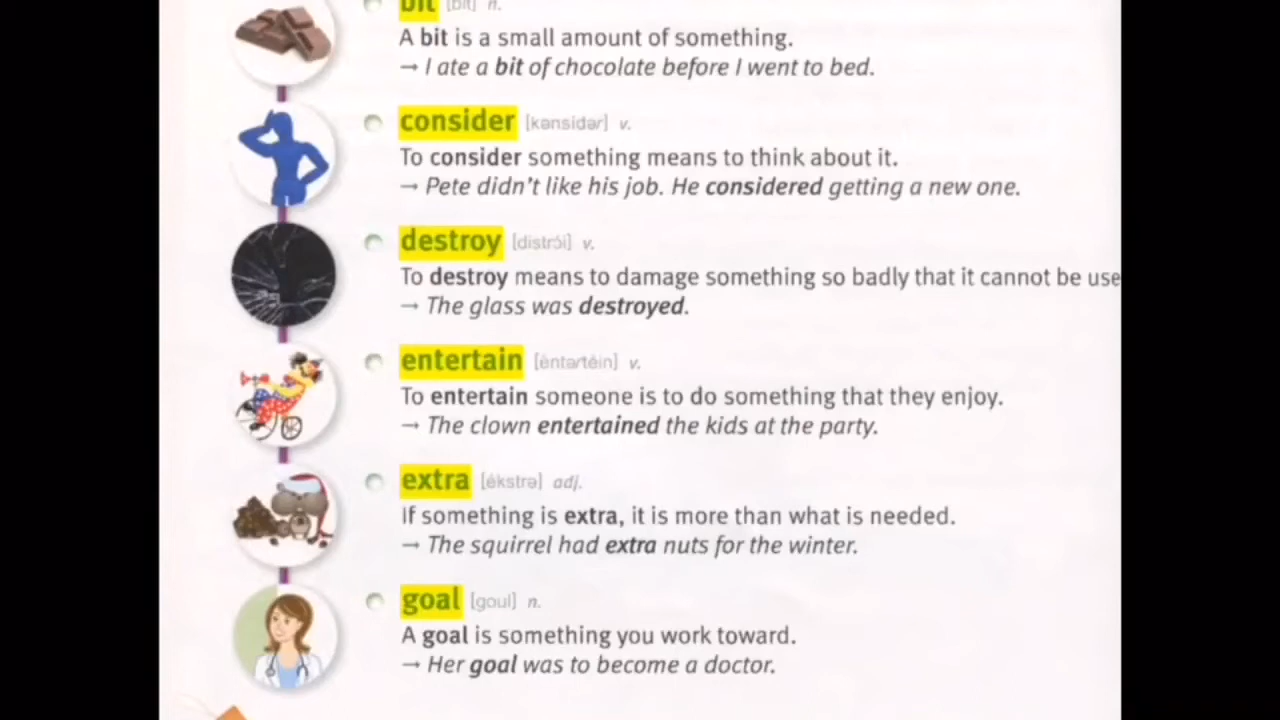 bit [bit] n.
A bit is a small amount of something.
→ I ate a bit of chocolate before I went to bed.
consider [kənsídər] v.
To consider something means to think about it.
→ Pete didn't like his job. He considered getting a new one.
destroy [distrói] v.
To destroy means to damage something so badly that it cannot be use
→ The glass was destroyed.
entertain [èntərtéin] v.
To entertain someone is to do something that they enjoy.
→ The clown entertained the kids at the party.
extra [ékstrə] adj.
If something is extra, it is more than what is needed.
→ The squirrel had extra nuts for the winter.
goal [goul] n.
A goal is something you work toward.
→ Her goal was to become a doctor.